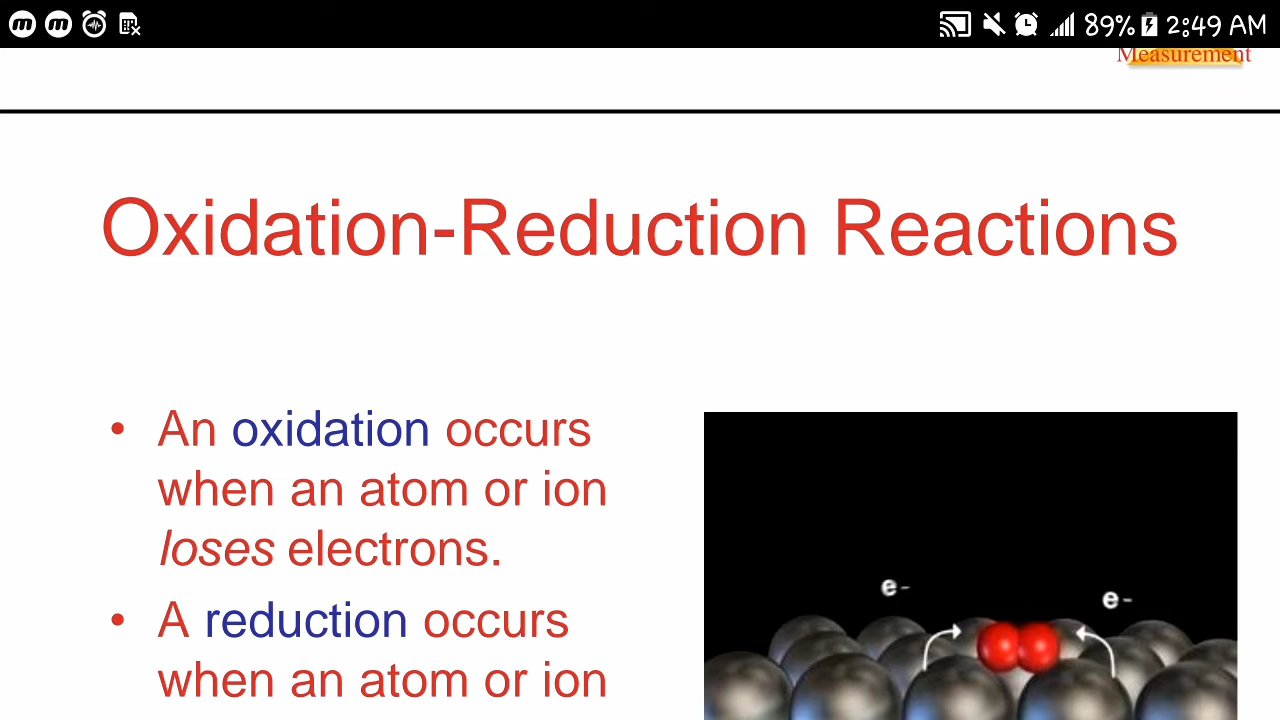 89% 2:49 AM
Measurement
Oxidation-Reduction Reactions
• An oxidation occurs
when an atom or ion
loses electrons.
• A reduction occurs
when an atom or ion
e-
e-